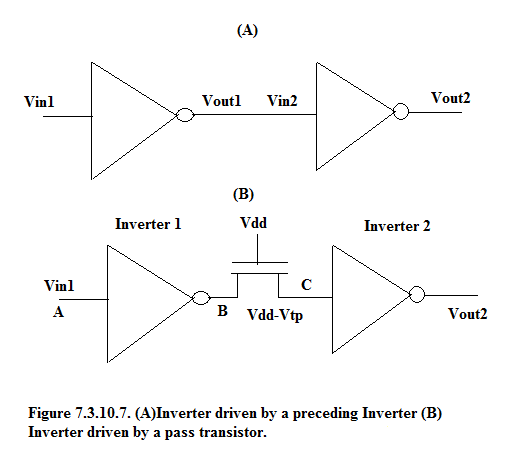 (A)
Vin1
Vout1
Vin2
Vout2
(B)
Inverter 1
Vdd
Inverter 2
Vin1
A
B
Vdd-Vtp
C
Vout2
Figure 7.3.10.7. (A)Inverter driven by a preceding Inverter (B)
Inverter driven by a pass transistor.